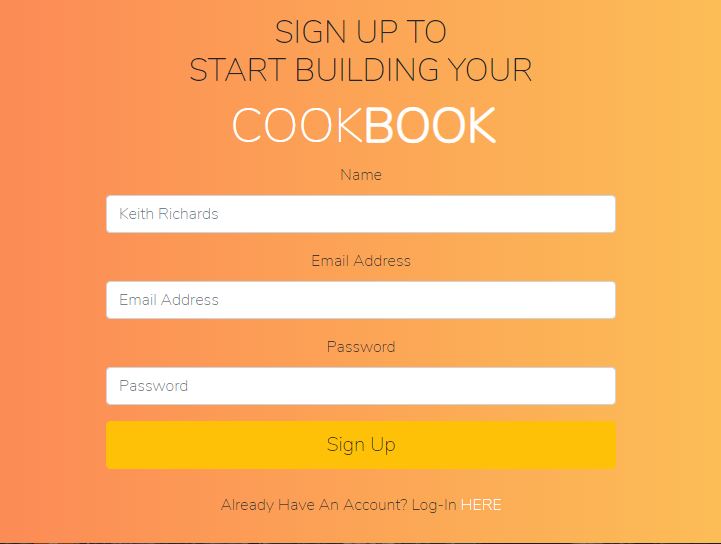 SIGN UP TO
START BUILDING YOUR
COOKBOOK
Name
Keith Richards
Email Address
Email Address
Password
Password
Sign Up
Already Have An Account? Log-In HERE